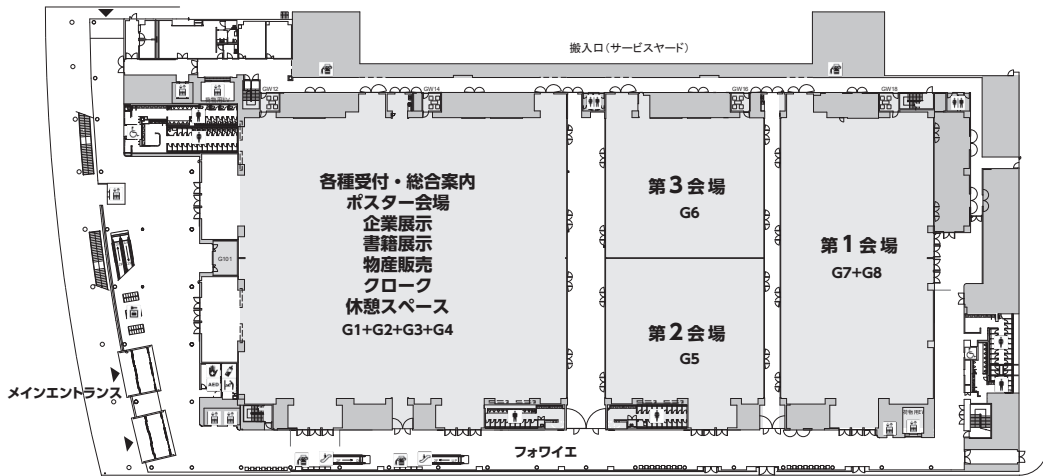 搬入口(サービスヤード)
GW12
GW14
GW16
GW18
各種受付・総合案内
ポスター会場
企業展示
書籍展示
物産販売
クローク
休憩スペース
G1+G2+G3+G4
第3会場
G6
第1会場
G7+G8
第2会場
G5
G101
AED
メインエントランス
フォワイエ